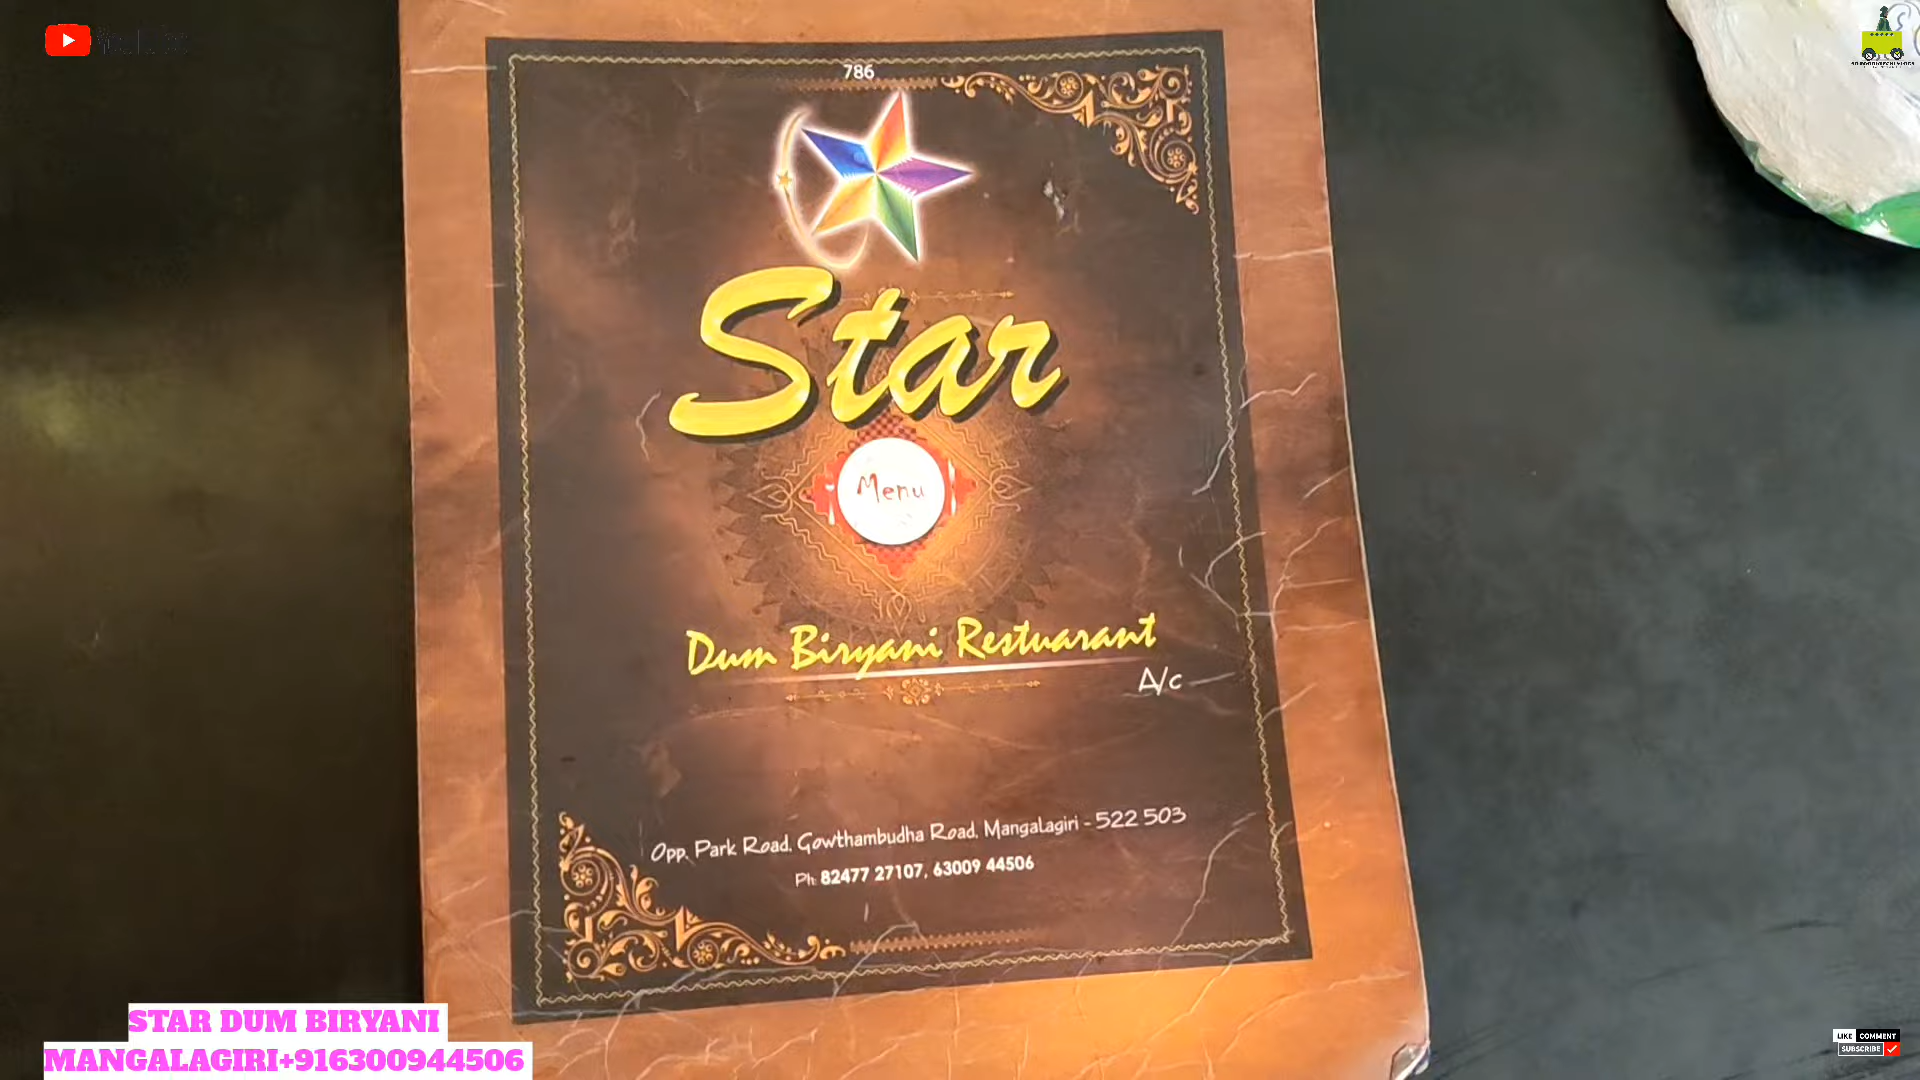 YouTube
786
Star
Menu
Dum Biryani Restuarant
A/c
Opp. Park Road, Gowthambudha Road, Mangalagiri - 522 503
Ph: 82477 27107, 63009 44506
STAR DUM BIRYANI
MANGALAGIRI+916300944506
LIKE COMMENT
SUBSCRIBE